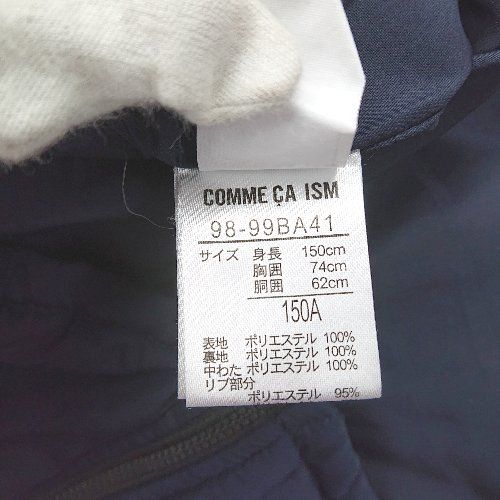 COMME ÇA ISM
98-99BA41
サイズ 身長 150cm
胸囲 74cm
胴囲 62cm
150A
表地 ポリエステル 100%
裏地 ポリエステル 100%
中わた ポリエステル 100%
リブ部分
ポリエステル 95%